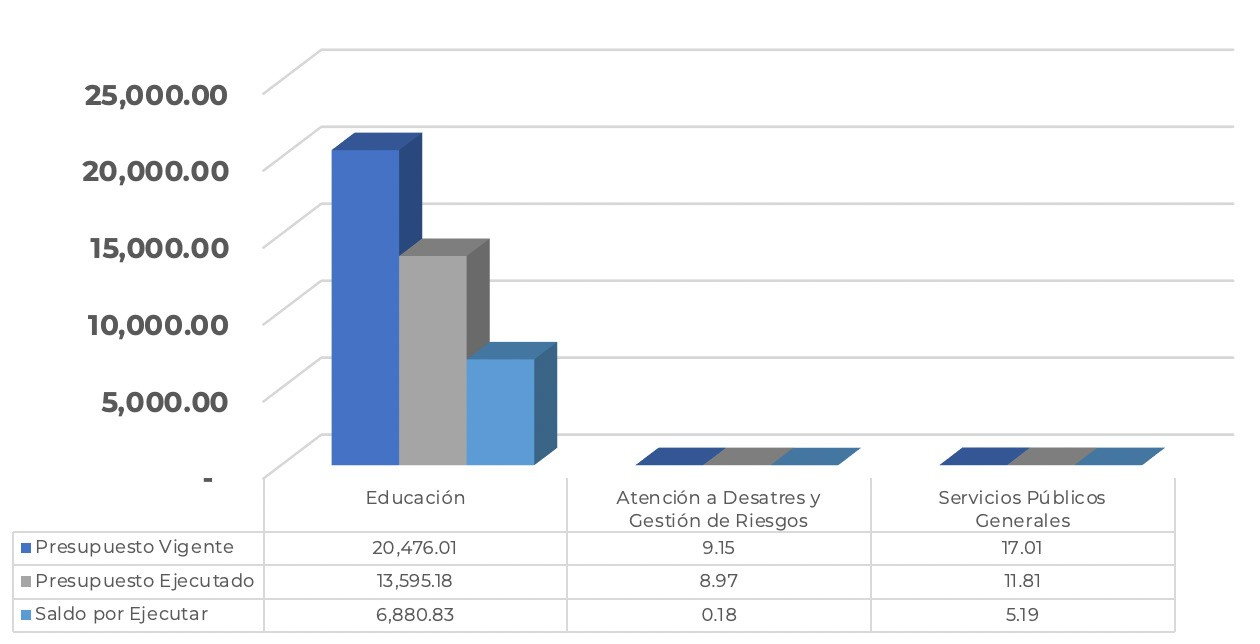 25,000.00
20,000.00
15,000.00
10,000.00
5,000.00
-
Educación
Atención a Desatres y
Gestión de Riesgos
Servicios Públicos
Generales
Presupuesto Vigente 20,476.01 9.15 17.01
Presupuesto Ejecutado 13,595.18 8.97 11.81
Saldo por Ejecutar 6,880.83 0.18 5.19